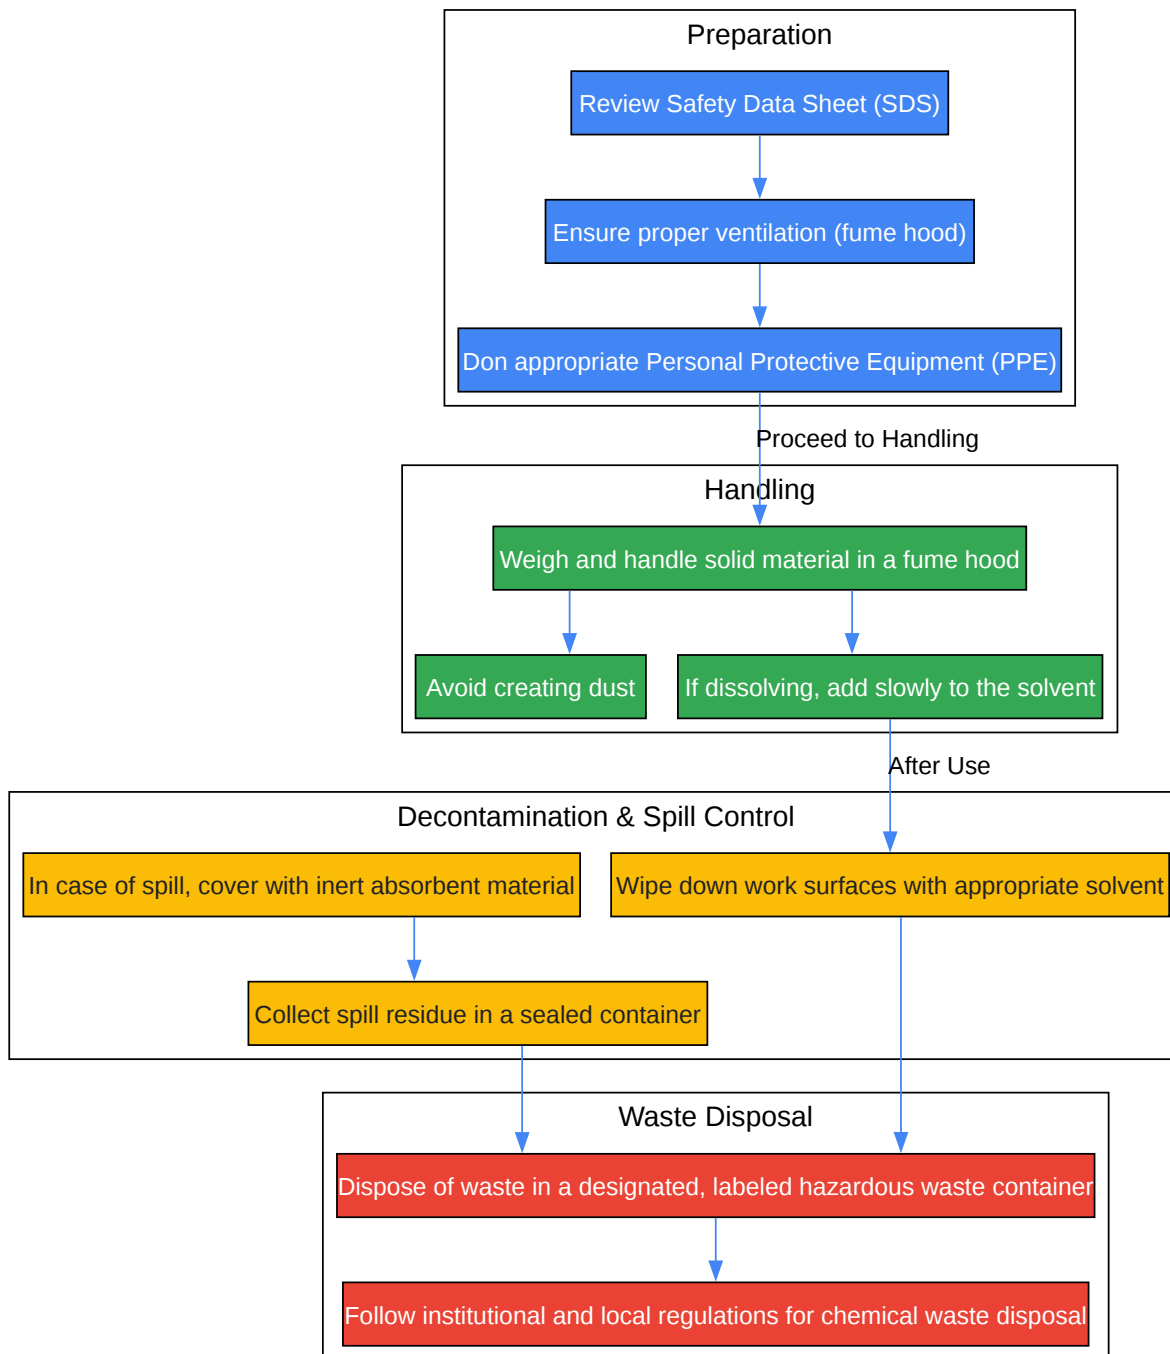 Preparation
Review Safety Data Sheet (SDS)
Ensure proper ventilation (fume hood)
Don appropriate Personal Protective Equipment (PPE)
Proceed to Handling
Handling
Weigh and handle solid material in a fume hood
Avoid creating dust
If dissolving, add slowly to the solvent
After Use
Decontamination & Spill Control
In case of spill, cover with inert absorbent material
Wipe down work surfaces with appropriate solvent
Collect spill residue in a sealed container
Waste Disposal
Dispose of waste in a designated, labeled hazardous waste container
Follow institutional and local regulations for chemical waste disposal